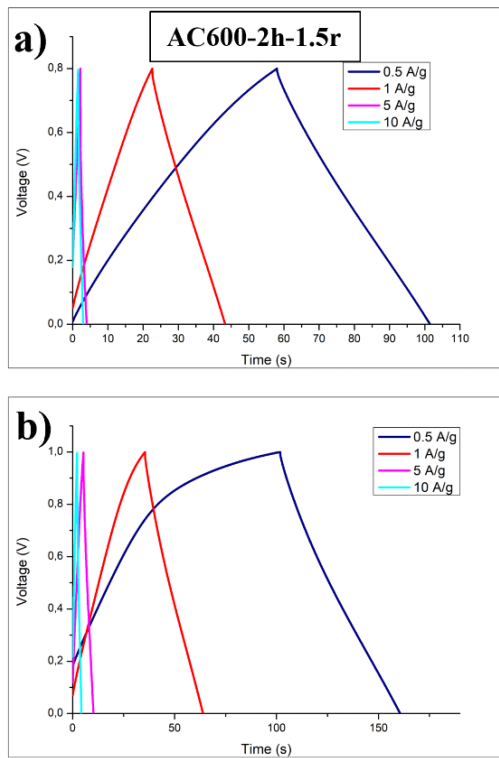 a)
AC600-2h-1.5r
0.5 A/g
1 A/g
5 A/g
10 A/g
Voltage (V)
0,8
0,6
0,4
0,2
0,0
0 10 20 30 40 50 60 70 80 90 100 110
Time (s)
b)
0.5 A/g
1 A/g
5 A/g
10 A/g
Voltage (V)
1,0
0,8
0,6
0,4
0,2
0,0
0 50 100 150
Time (s)